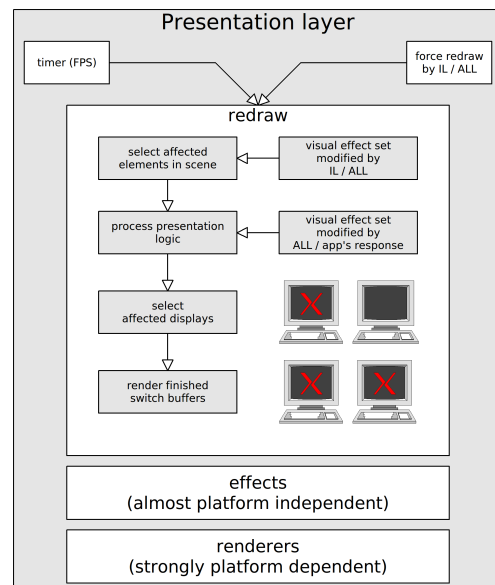 Presentation layer
timer (FPS)
force redraw
by IL / ALL
redraw
select affected
elements in scene
visual effect set
modified by
IL / ALL
process presentation
logic
visual effect set
modified by
ALL / app's response
select
affected displays
render finished
switch buffers
effects
(almost platform independent)
renderers
(strongly platform dependent)